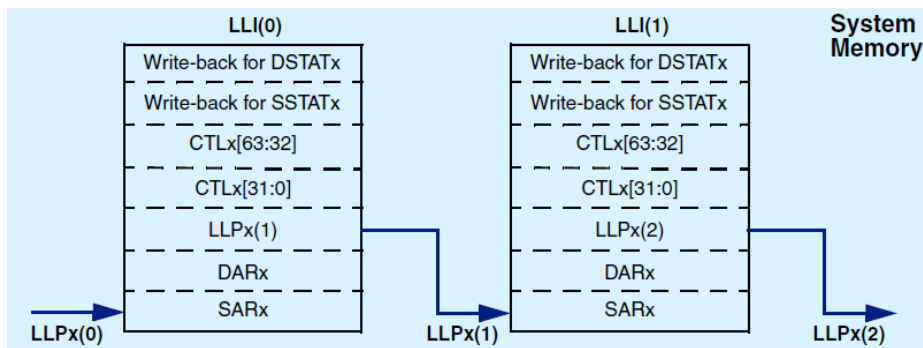 LLI(0)
LLI(1)
System
Memory
Write-back for DSTATx
Write-back for SSTATx
CTLx[63:32]
CTLx[31:0]
LLPx(1)
DARx
SARx
Write-back for DSTATx
Write-back for SSTATx
CTLx[63:32]
CTLx[31:0]
LLPx(2)
DARx
SARx
LLPx(0)
LLPx(1)
LLPx(2)